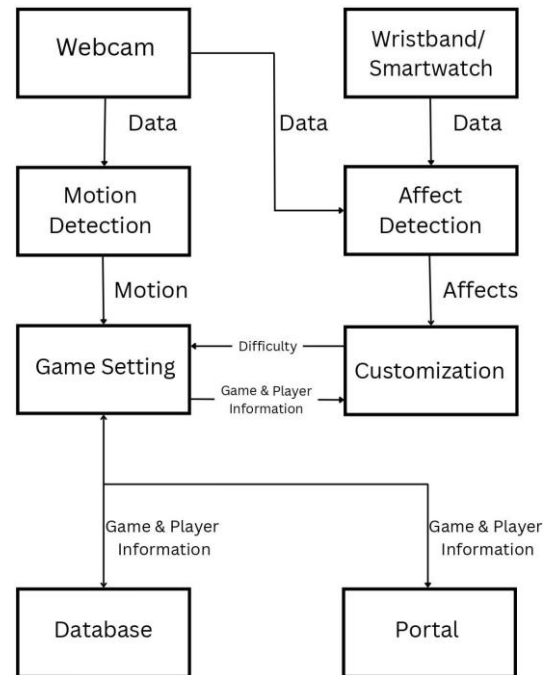 Webcam
Wristband/
Smartwatch
Data
Data
Data
Motion
Detection
Affect
Detection
Motion
Affects
Game Setting
Difficulty
Game & Player
Information
Customization
Game & Player
Information
Game & Player
Information
Database
Portal